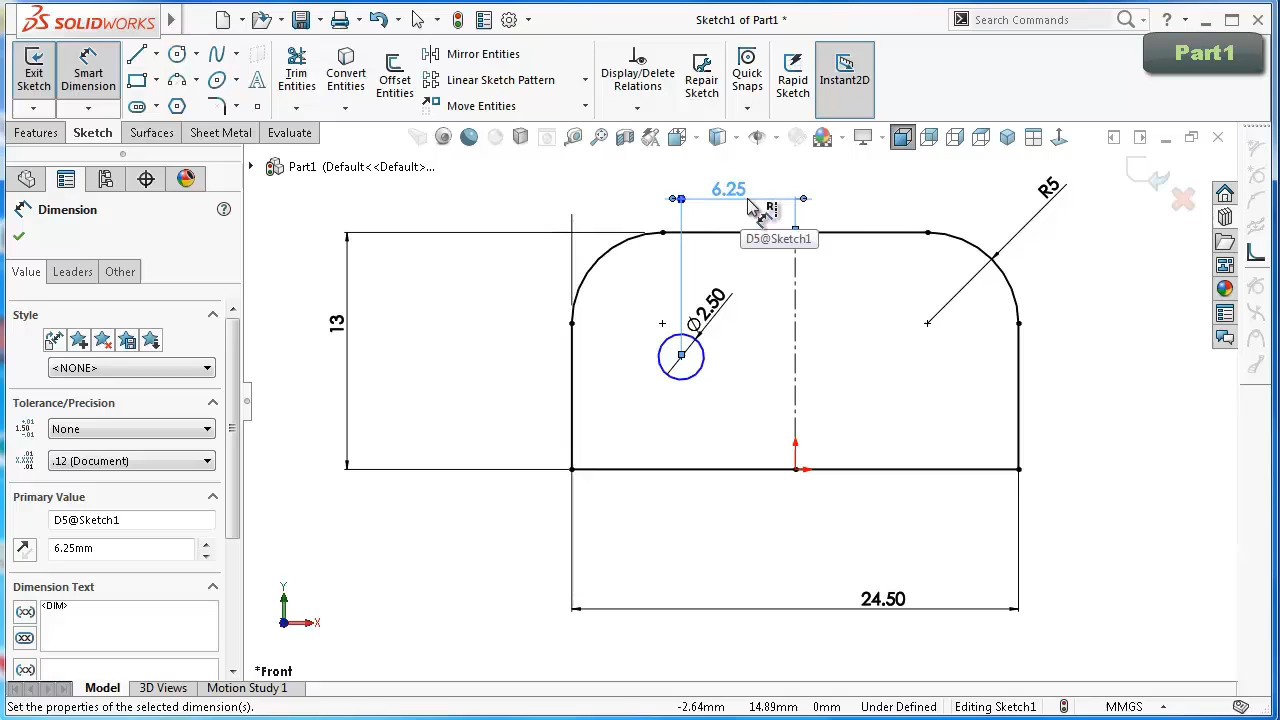 SOLIDWORKS
Sketch1 of Part1 *
Search Commands
?
Part1
Exit Sketch
Smart Dimension
Trim Entities
Convert Entities
Offset Entities
Mirror Entities
Linear Sketch Pattern
Move Entities
Display/Delete Relations
Repair Sketch
Quick Snaps
Rapid Sketch
Instant2D
Features
Sketch
Surfaces
Sheet Metal
Evaluate
Part1 (Default<<Default>...
Dimension
Value
Leaders
Other
Style
<NONE>
Tolerance/Precision
None
.12 (Document)
Primary Value
D5@Sketch1
6.25mm
Dimension Text
<DIM>
6.25
D5@Sketch1
R5
∅2.50
13
24.50
Y
X
*Front
Model
3D Views
Motion Study 1
Set the properties of the selected dimension(s).
-2.64mm
14.89mm
0mm
Under Defined
Editing Sketch1
MMGS